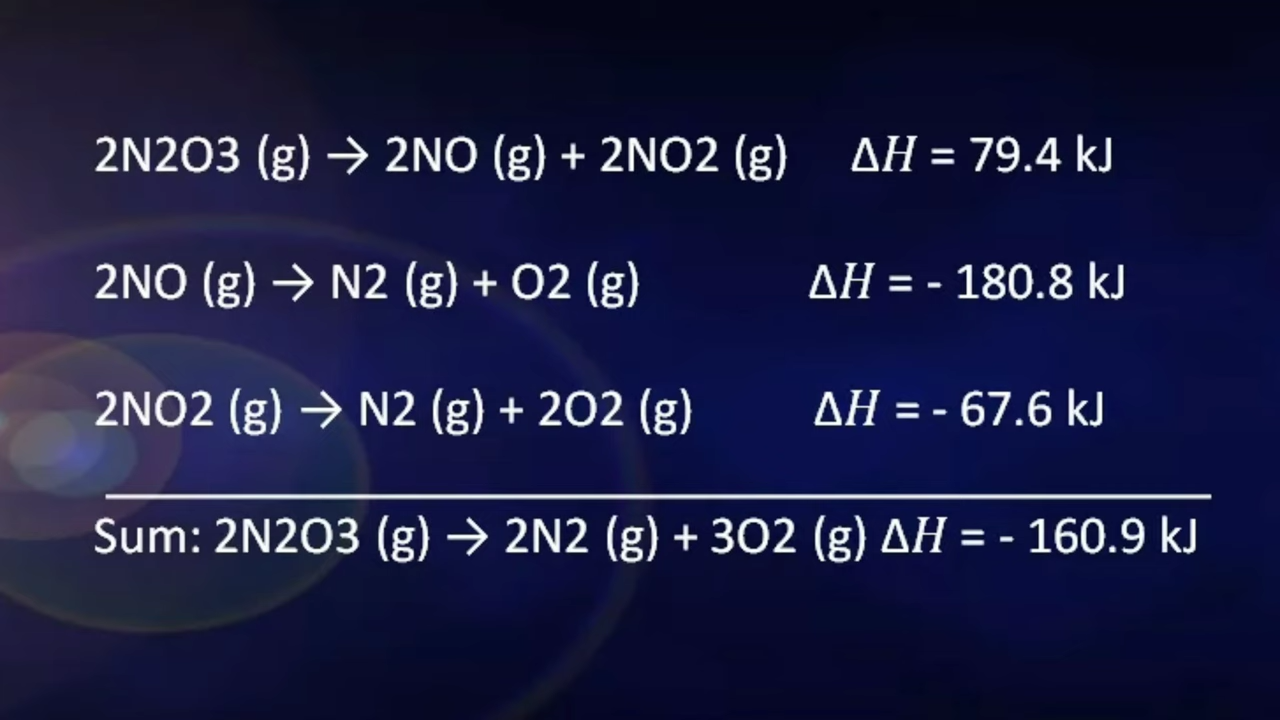 2N2O3 (g) → 2NO (g) + 2NO2 (g) ΔH = 79.4 kJ
2NO (g) → N2 (g) + O2 (g) ΔH = - 180.8 kJ
2NO2 (g) → N2 (g) + 2O2 (g) ΔH = - 67.6 kJ
Sum: 2N2O3 (g) → 2N2 (g) + 3O2 (g) ΔH = - 160.9 kJ